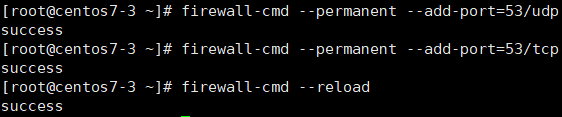 [root@centos7-3 ~]# firewall-cmd --permanent --add-port=53/udp
success
[root@centos7-3 ~]# firewall-cmd --permanent --add-port=53/tcp
success
[root@centos7-3 ~]# firewall-cmd --reload
success